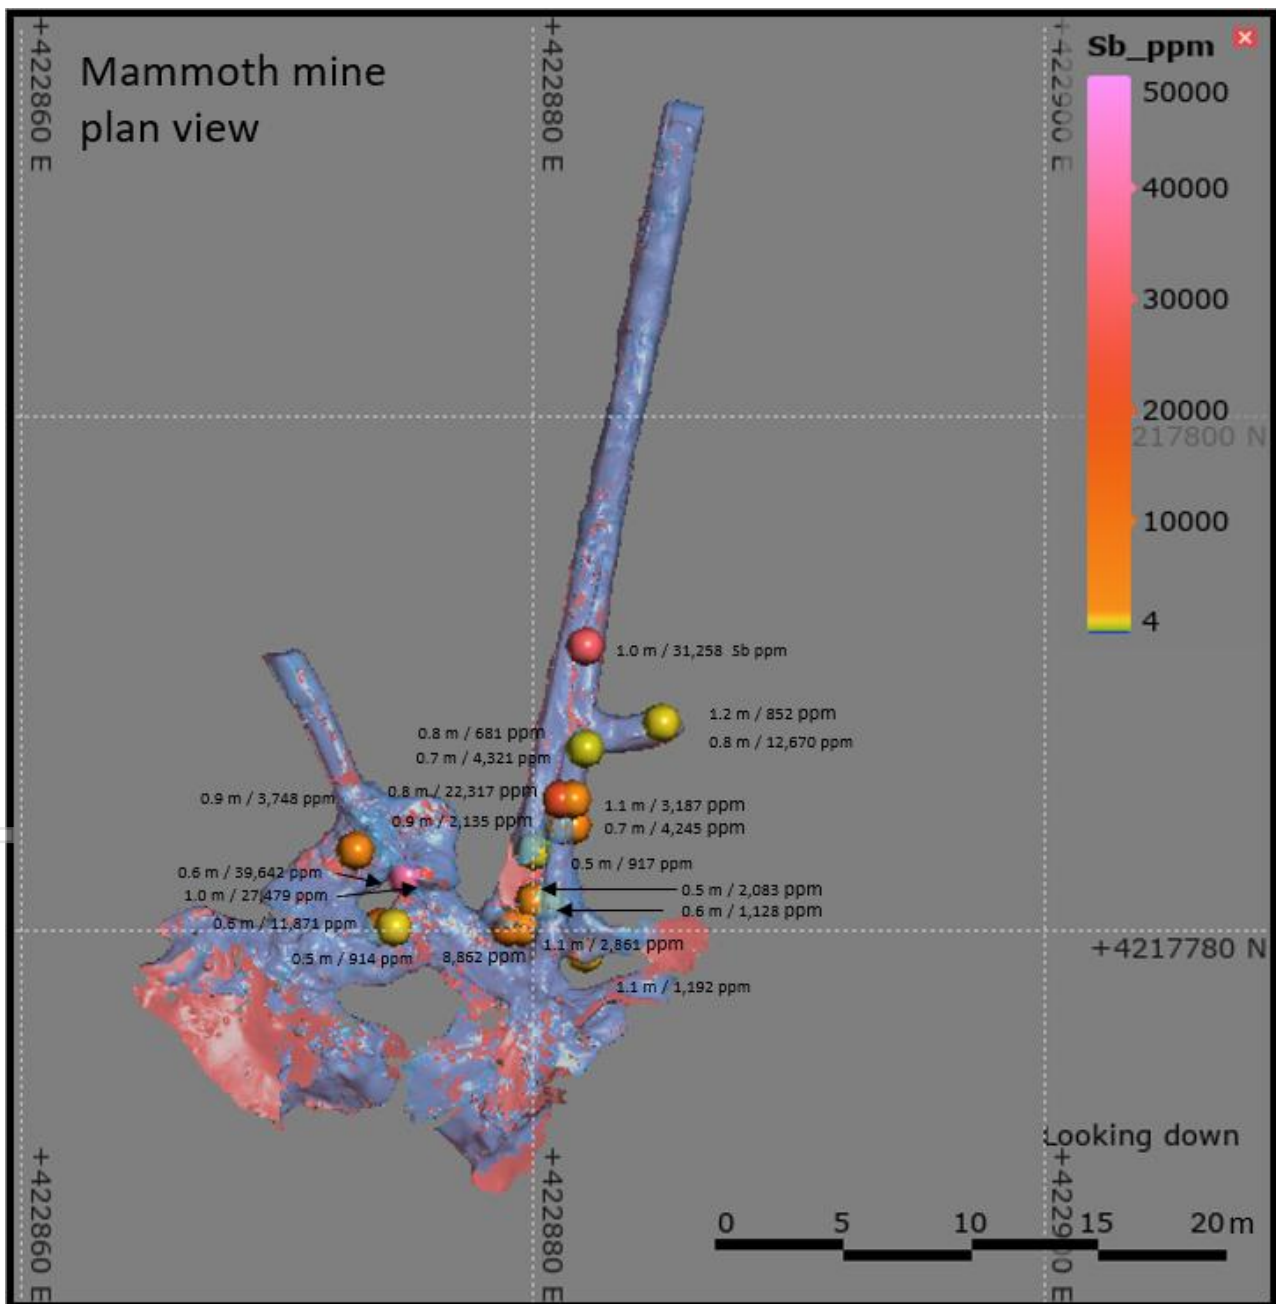 +422860 E
+422880 E
+422900 E
Sb_ppm
Mammoth mine
plan view
50000
40000
30000
20000
217800 N
10000
4
1.0 m / 31,258 Sb ppm
1.2 m / 852 ppm
0.8 m / 681 ppm
0.8 m / 12,670 ppm
0.7 m / 4,321 ppm
0.8 m / 22,317 ppm
0.9 m / 3,748 ppm
1.1 m / 3,187 ppm
0.9 m / 2,135 ppm
0.7 m / 4,245 ppm
0.5 m / 917 ppm
0.6 m / 39,642 ppm
0.5 m / 2,083 ppm
1.0 m / 27,479 ppm
0.6 m / 1,128 ppm
0.6 m / 11,871 ppm
1.1 m / 2,861 ppm
+4217780 N
0.5 m / 914 ppm
8,862 ppm
1.1 m / 1,192 ppm
Looking down
+422860 E
+422880 E
+422900 E
0 5 10 15 20 m